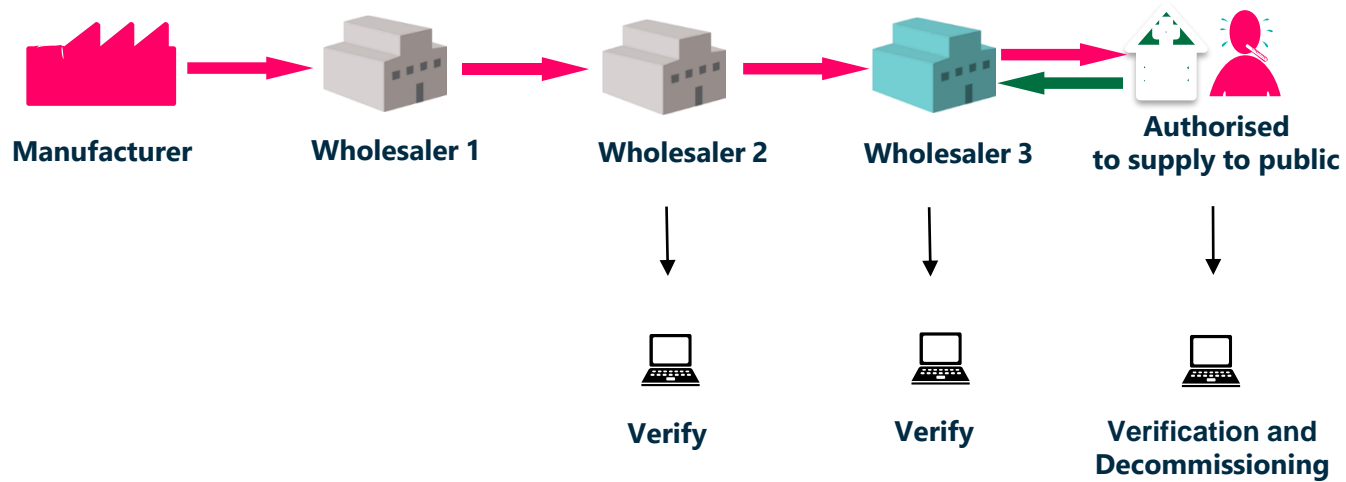 Manufacturer
Wholesaler 1
Wholesaler 2
Wholesaler 3
Authorised
to supply to public
Verify
Verify
Verification and
Decommissioning